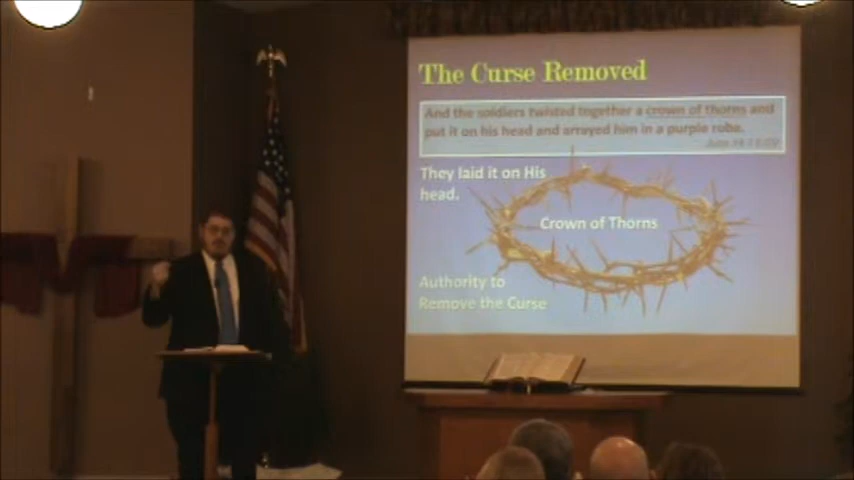 The Curse Removed
And the soldiers twisted together a crown of thorns and
put it on his head and arrayed him in a purple robe.
They laid it on His
head.
Crown of Thorns
Authority to
Remove the Curse